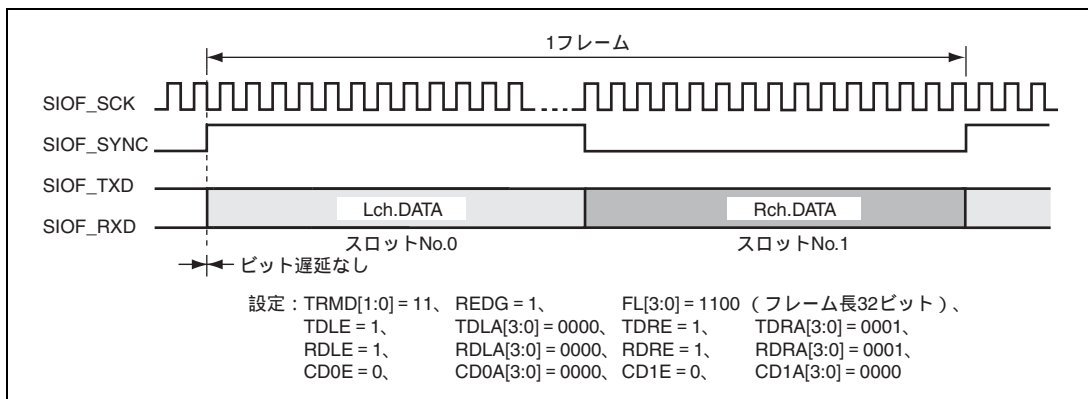 1フレーム
SIOF_SCK
SIOF_SYNC
SIOF_TXD
SIOF_RXD
Lch.DATA
Rch.DATA
スロットNo.0
スロットNo.1
ビット遅延なし
設定：TRMD[1:0] = 11、 REDG = 1、 FL[3:0] = 1100（フレーム長32ビット）、
TDLE = 1、 TDLA[3:0] = 0000、 TDRE = 1、 TDRA[3:0] = 0001、
RDLE = 1、 RDLA[3:0] = 0000、 RDRE = 1、 RDRA[3:0] = 0001、
CD0E = 0、 CD0A[3:0] = 0000、 CD1E = 0、 CD1A[3:0] = 0000